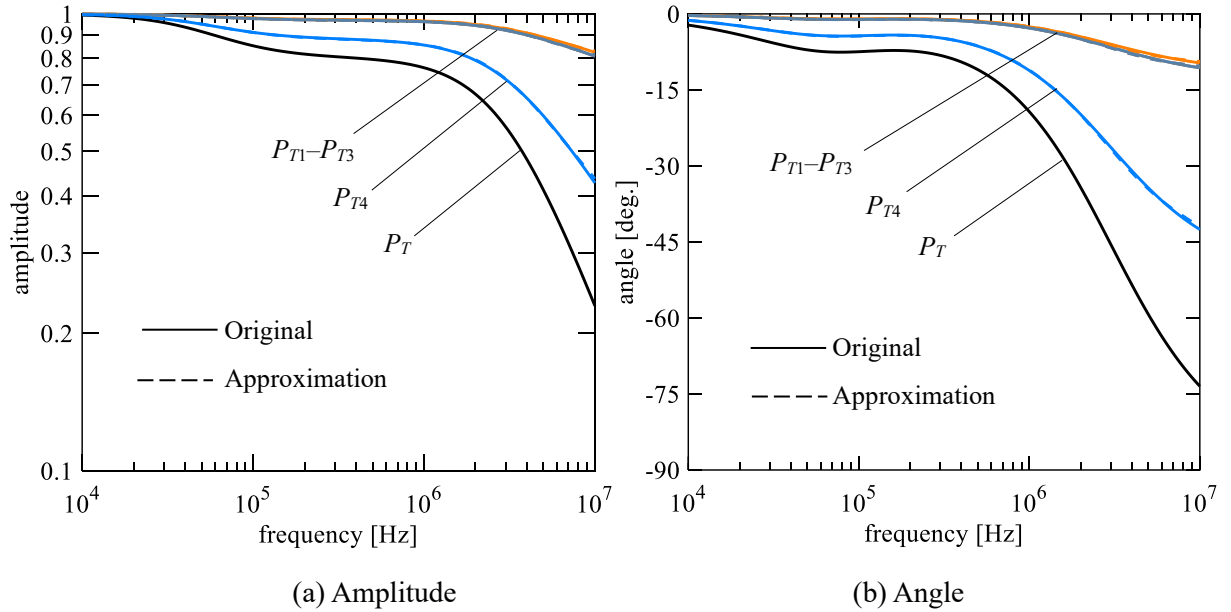 1
0.9
0.8
0.7
0.6
0.5
0.4
0.3
0.2
0.1
amplitude
P_{T1}–P_{T3}
P_{T4}
P_T
Original
Approximation
10^4
10^5
10^6
10^7
frequency [Hz]
(a) Amplitude
0
-15
-30
-45
-60
-75
-90
angle [deg.]
P_{T1}–P_{T3}
P_{T4}
P_T
Original
Approximation
10^4
10^5
10^6
10^7
frequency [Hz]
(b) Angle